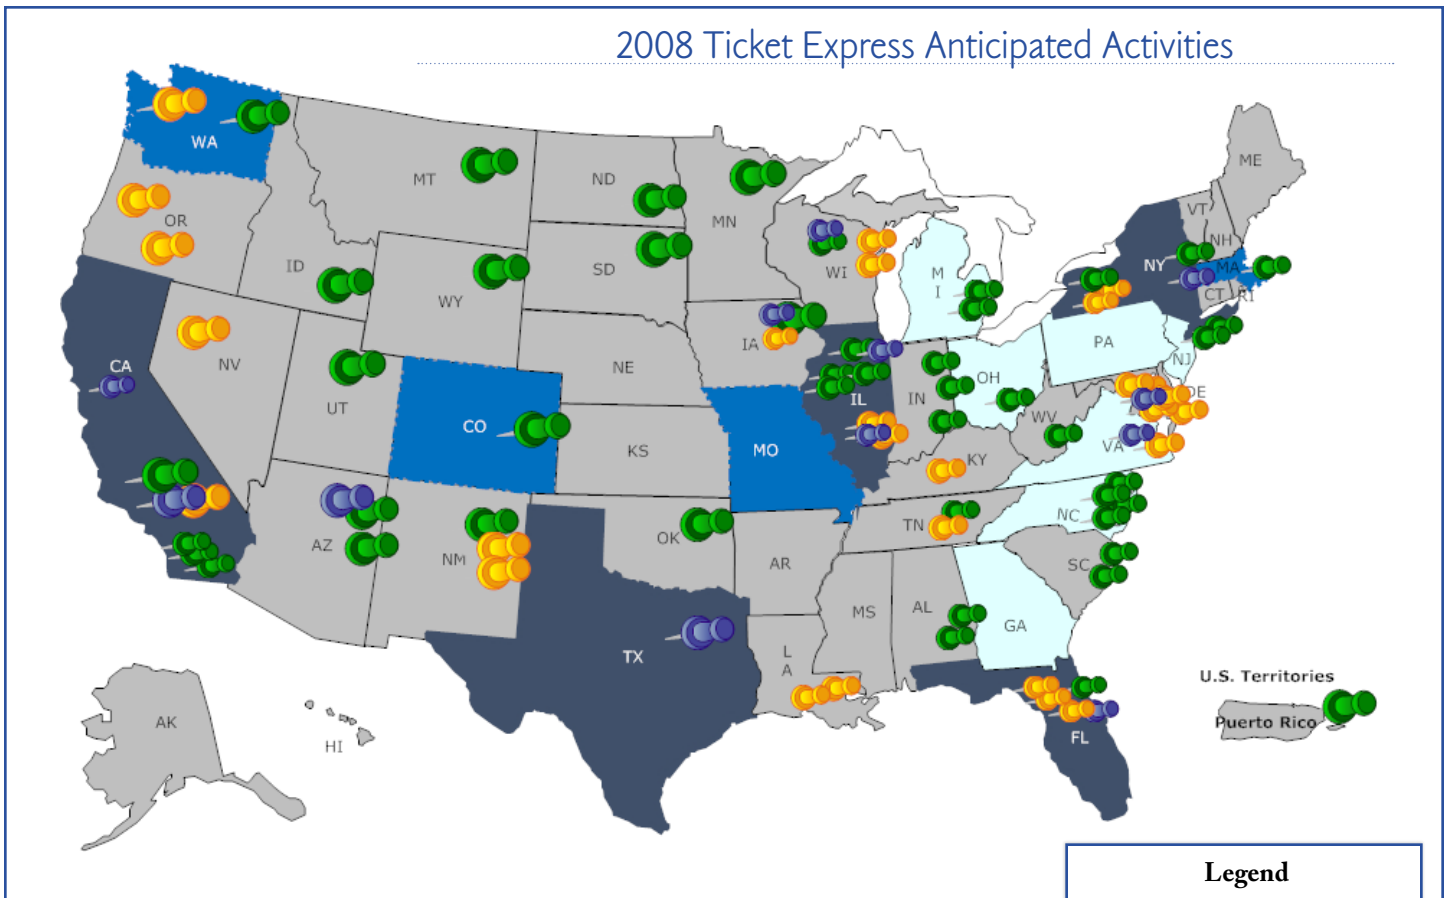 2008 Ticket Express Anticipated Activities
WA
MT
ND
MN
OR
ID
WY
SD
WI
M
I
ME
VT
NH
NY
MA
CT
RI
CA
NV
UT
CO
NE
KS
IA
MO
IL
IN
OH
PA
NJ
DE
WV
VA
KY
AZ
NM
OK
AR
TN
NC
SC
MS
AL
GA
TX
L
A
FL
AK
HI
U.S. Territories
Puerto Rico
Legend